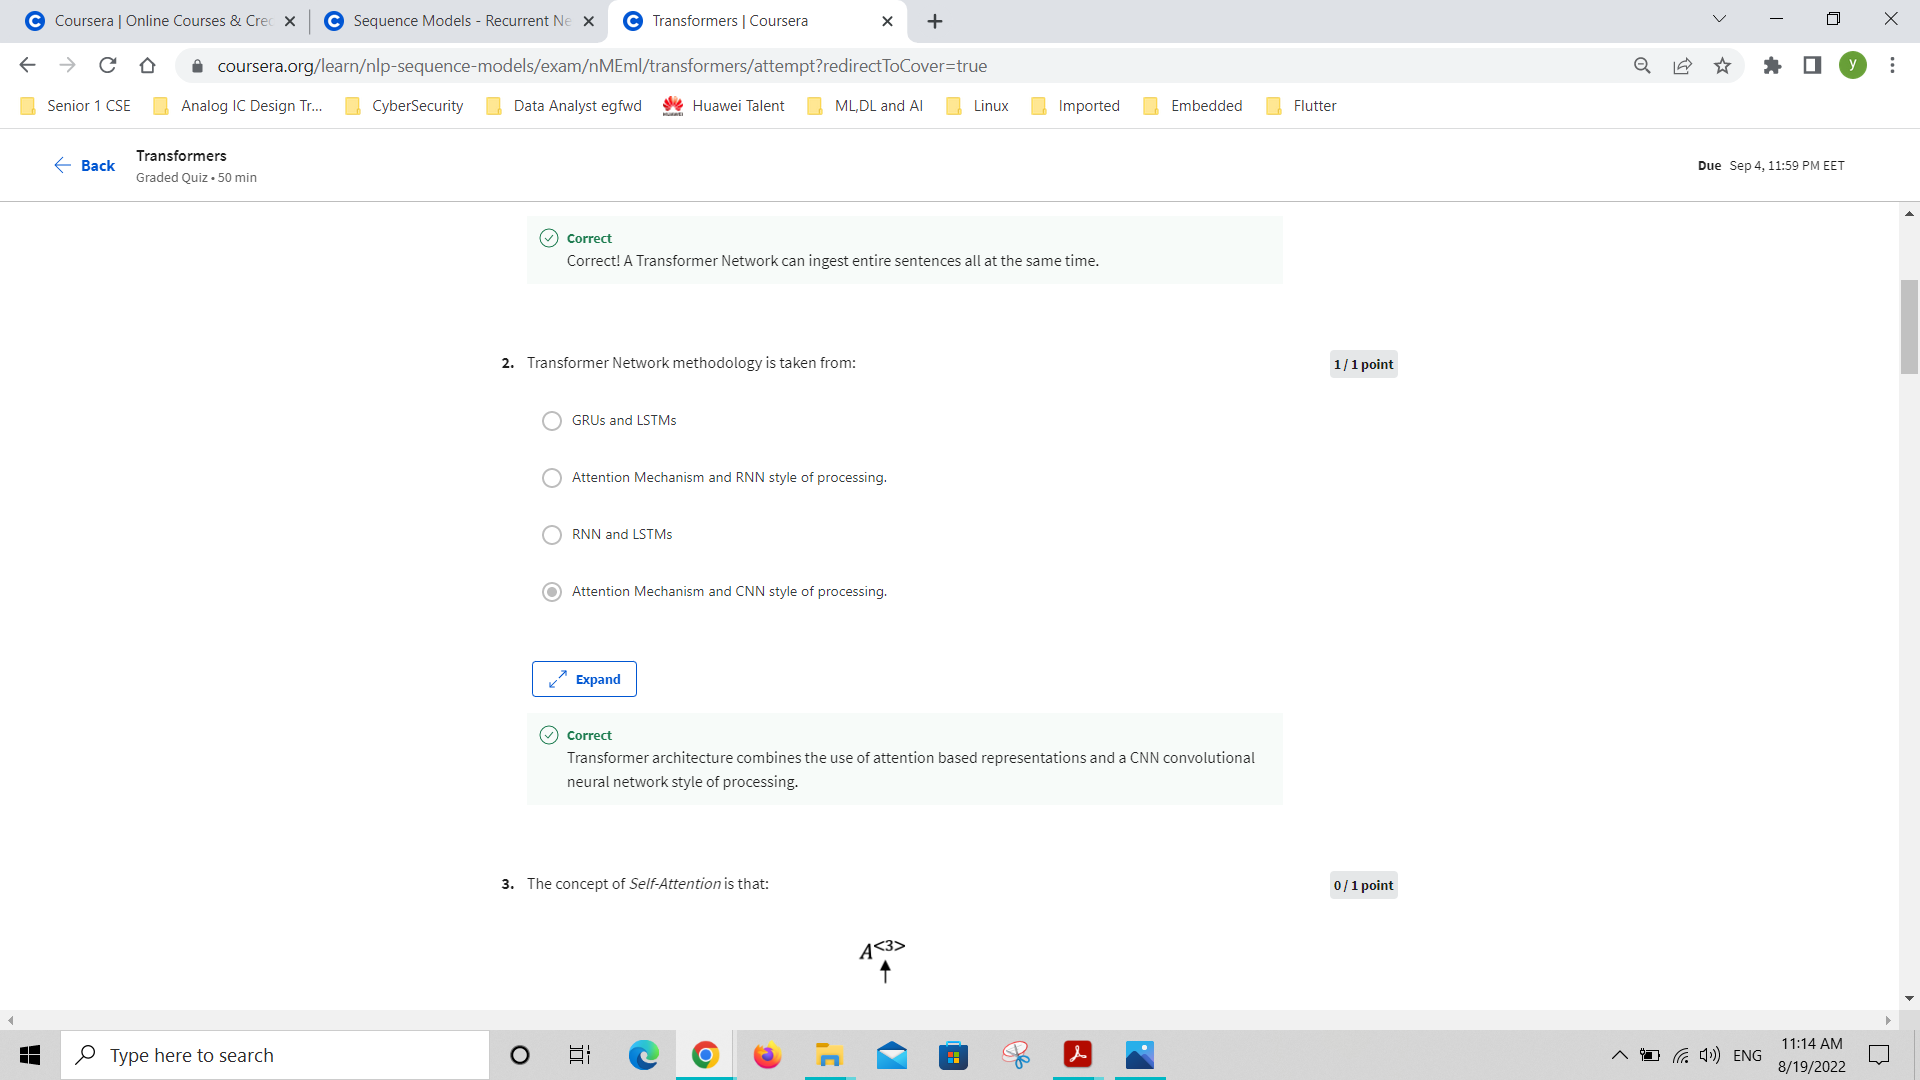 Coursera | Online Courses & Cre
Sequence Models - Recurrent Ne
Transformers | Coursera
coursera.org/learn/nlp-sequence-models/exam/nMEml/transformers/attempt?redirectToCover=true
y
Senior 1 CSE
Analog IC Design Tr...
CyberSecurity
Data Analyst egfwd
Huawei Talent
ML,DL and AI
Linux
Imported
Embedded
Flutter
Back
Transformers
Graded Quiz • 50 min
Due Sep 4, 11:59 PM EET
Correct
Correct! A Transformer Network can ingest entire sentences all at the same time.
2. Transformer Network methodology is taken from:
1 / 1 point
GRUs and LSTMs
Attention Mechanism and RNN style of processing.
RNN and LSTMs
Attention Mechanism and CNN style of processing.
Expand
Correct
Transformer architecture combines the use of attention based representations and a CNN convolutional
neural network style of processing.
3. The concept of Self-Attention is that:
0 / 1 point
A<3>
Type here to search
ENG
11:14 AM
8/19/2022